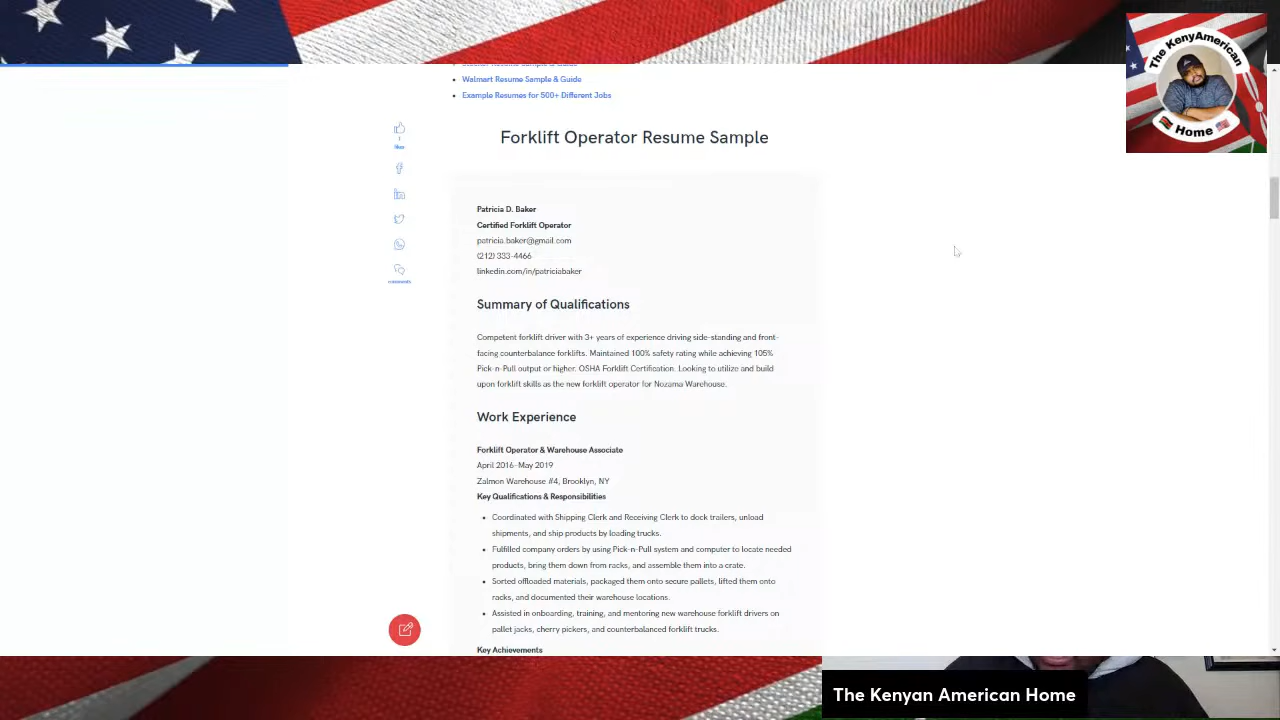 Walmart Resume Sample & Guide
Example Resumes for 500+ Different Jobs
Forklift Operator Resume Sample
1
likes
comments
Patricia D. Baker
Certified Forklift Operator
patricia.baker@gmail.com
(212) 333-4466
linkedin.com/in/patriciabaker
Summary of Qualifications
Competent forklift driver with 3+ years of experience driving side-standing and front-
facing counterbalance forklifts. Maintained 100% safety rating while achieving 105%
Pick-n-Pull output or higher. OSHA Forklift Certification. Looking to utilize and build
upon forklift skills as the new forklift operator for Nozama Warehouse.
Work Experience
Forklift Operator & Warehouse Associate
April 2016–May 2019
Zalmon Warehouse #4, Brooklyn, NY
Key Qualifications & Responsibilities
Coordinated with Shipping Clerk and Receiving Clerk to dock trailers, unload
shipments, and ship products by loading trucks.
Fulfilled company orders by using Pick-n-Pull system and computer to locate needed
products, bring them down from racks, and assemble them into a crate.
Sorted offloaded materials, packaged them onto secure pallets, lifted them onto
racks, and documented their warehouse locations.
Assisted in onboarding, training, and mentoring new warehouse forklift drivers on
pallet jacks, cherry pickers, and counterbalanced forklift trucks.
Key Achievements
The KenyAmerican
Home
The Kenyan American Home